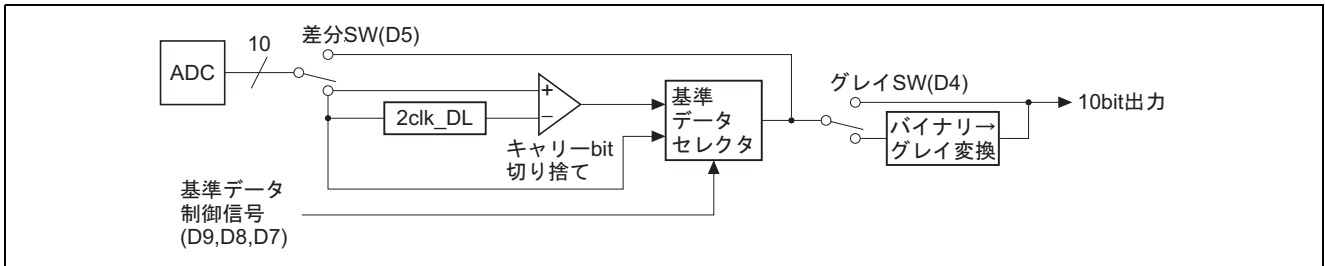 差分SW(D5)
10
ADC
2clk_DL
+
−
キャリーbit
切り捨て
基準
データ
セレクタ
グレイSW(D4)
バイナリー→
グレイ変換
10bit出力
基準データ
制御信号
(D9,D8,D7)